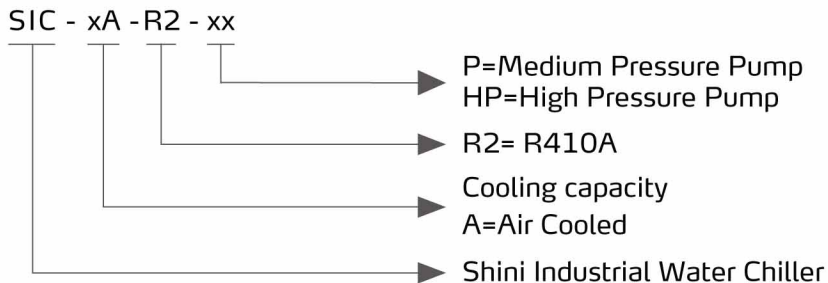 SIC - xA - R2 - xx
P=Medium Pressure Pump
HP=High Pressure Pump
R2= R410A
Cooling capacity
A=Air Cooled
Shini Industrial Water Chiller